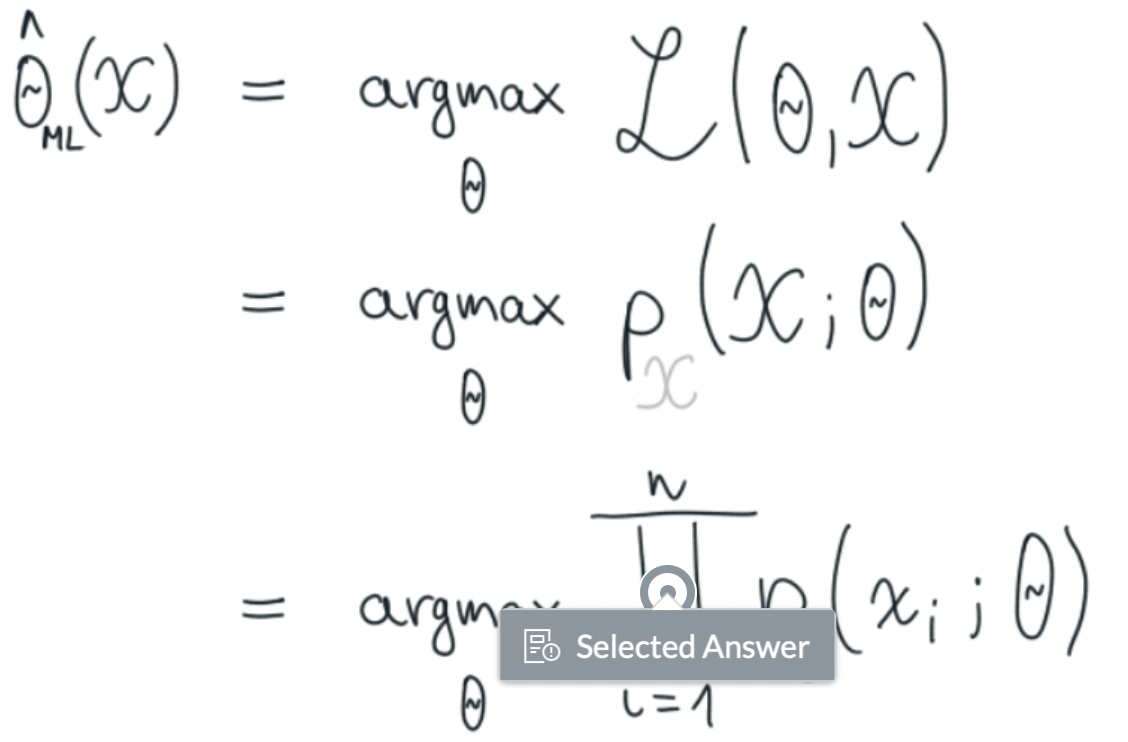 θ̂_ML(𝒳) = argmax_θ ℒ(θ, 𝒳)
= argmax_θ p_𝒳(𝒳; θ)
= argmax_θ ∏_{i=1}^{n} p(x_i; θ)
Selected Answer